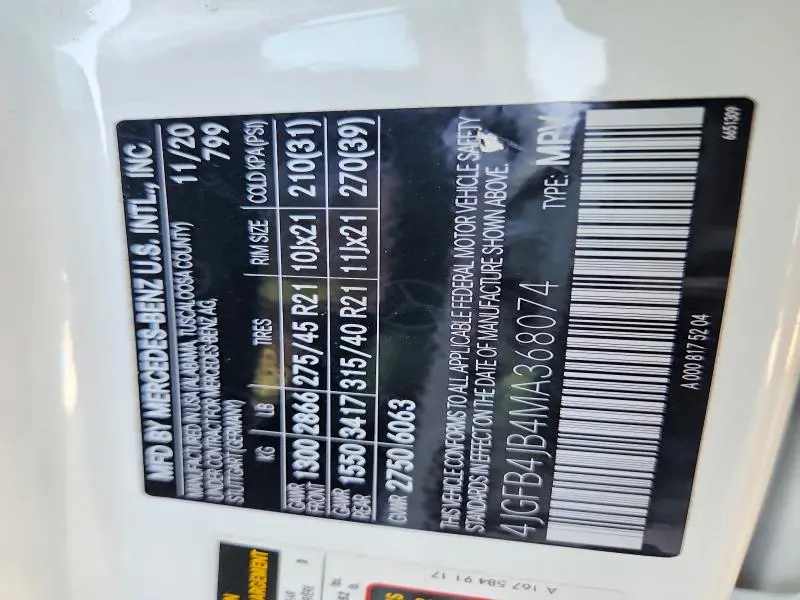 MFD BY MERCEDES-BENZ U.S. INTL., INC
MANUFACTURED IN USA (ALABAMA, TUSCALOOSA COUNTY)
UNDER CONTRACT FOR MERCEDES-BENZ AG,
STUTTGART (GERMANY)
11/20
799
KG LB TIRES RIM SIZE COLD KPA (PSI)
GAWR FRONT 1300 2866 275/45 R21 10Jx21 210(31)
GAWR REAR 1550 3417 315/40 R21 11Jx21 270(39)
GVWR 2750 6063
THIS VEHICLE CONFORMS TO ALL APPLICABLE FEDERAL MOTOR VEHICLE SAFETY
STANDARDS IN EFFECT ON THE DATE OF MANUFACTURE SHOWN ABOVE.
4JGFB4JB4MA368074 TYPE: MPV
A 000 817 52 04
6651309
A 167 584 91 17